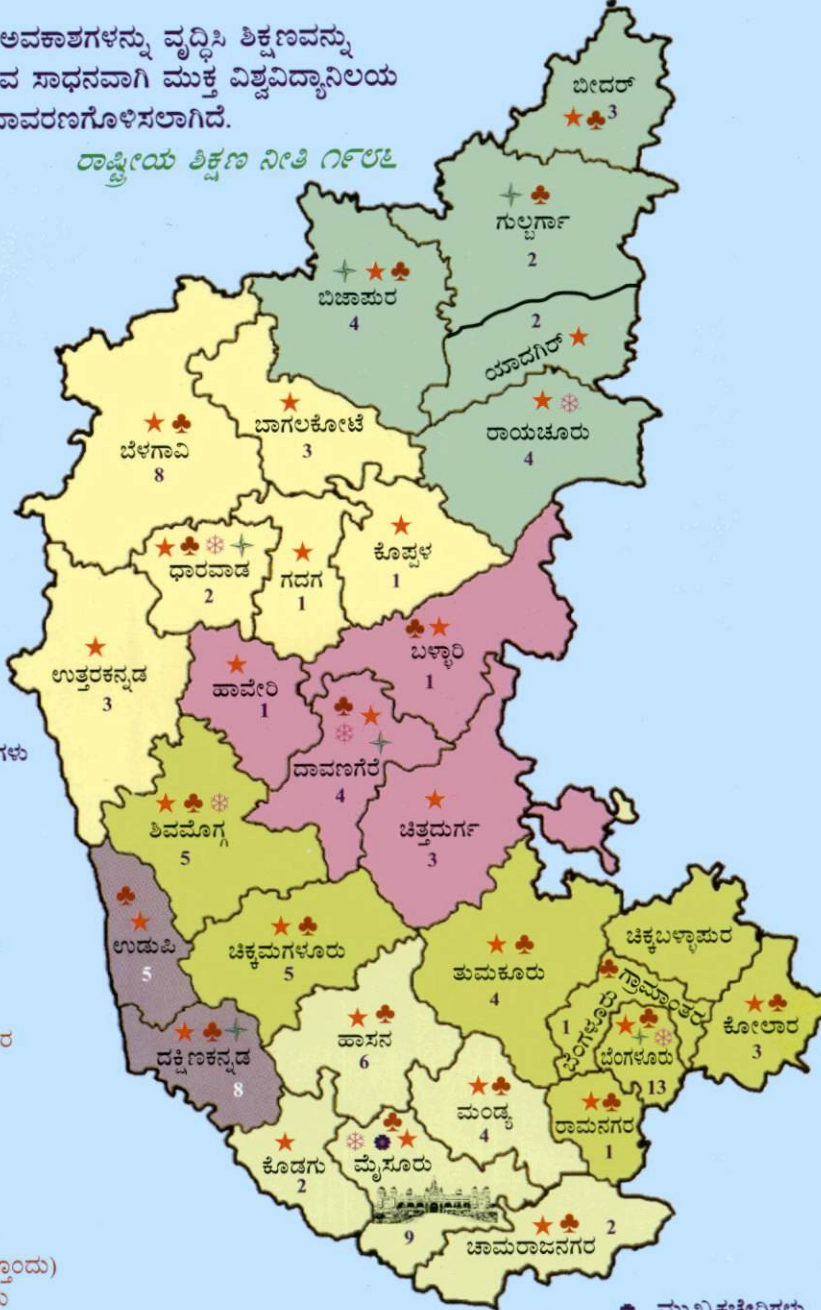 ಅವಕಾಶಗಳನ್ನು ವೃದ್ಧಿಸಿ ಶಿಕ್ಷಣವನ್ನು
ವ ಸಾಧನವಾಗಿ ಮುಕ್ತ ವಿಶ್ವವಿದ್ಯಾನಿಲಯ
ದಾವರಣಗೊಳಿಸಲಾಗಿದೆ.
ರಾಷ್ಟ್ರೀಯ ಶಿಕ್ಷಣ ನೀತಿ ೧೯೮೬
ಬೀದರ್
3
ಗುಲ್ಬರ್ಗಾ
2
ಬಿಜಾಪುರ
4
2
ಯಾದಗಿರ್
ರಾಯಚೂರು
4
ಬಾಗಲಕೋಟೆ
3
ಬೆಳಗಾವಿ
8
ಧಾರವಾಡ
2
ಗದಗ
1
ಕೊಪ್ಪಳ
1
ಉತ್ತರಕನ್ನಡ
3
ಹಾವೇರಿ
1
ಬಳ್ಳಾರಿ
1
ಗಳು
ದಾವಣಗೆರೆ
4
ಶಿವಮೊಗ್ಗ
5
ಚಿತ್ತದುರ್ಗ
3
ಉಡುಪಿ
5
ಚಿಕ್ಕಮಗಳೂರು
5
ತುಮಕೂರು
4
ಚಿಕ್ಕಬಳ್ಳಾಪುರ
ಬೆಂಗಳೂರು ಗ್ರಾಮಾಂತರ
1
ಬೆಂಗಳೂರು
13
ಕೋಲಾರ
3
ರ
ದಕ್ಷಿಣಕನ್ನಡ
8
ಹಾಸನ
6
ಮಂಡ್ಯ
4
ರಾಮನಗರ
1
ಕೊಡಗು
2
ಮೈಸೂರು
9
ಚಾಮರಾಜನಗರ
2
ತ್ತೊಂದು)